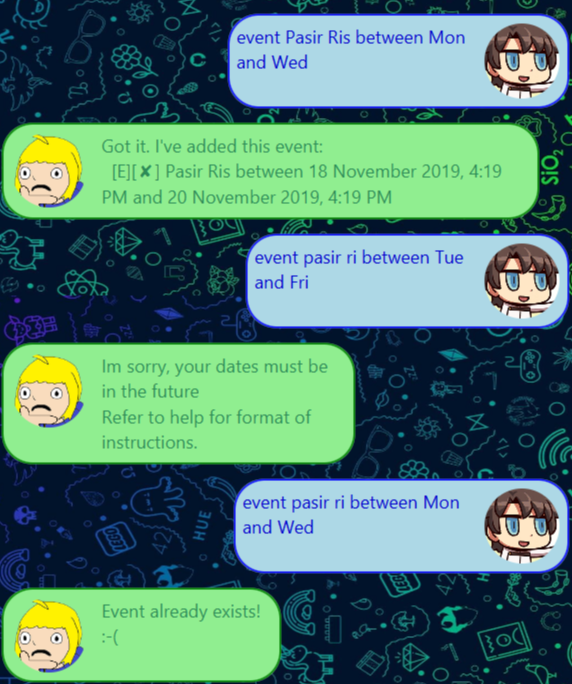 event Pasir Ris between Mon
and Wed
Got it. I've added this event:
[E][✘] Pasir Ris between 18 November 2019, 4:19
PM and 20 November 2019, 4:19 PM
SiO₂
event pasir ri between Tue
and Fri
Im sorry, your dates must be
in the future
Refer to help for format of
instructions.
event pasir ri between Mon
and Wed
HUE
42
Event already exists!
:-(